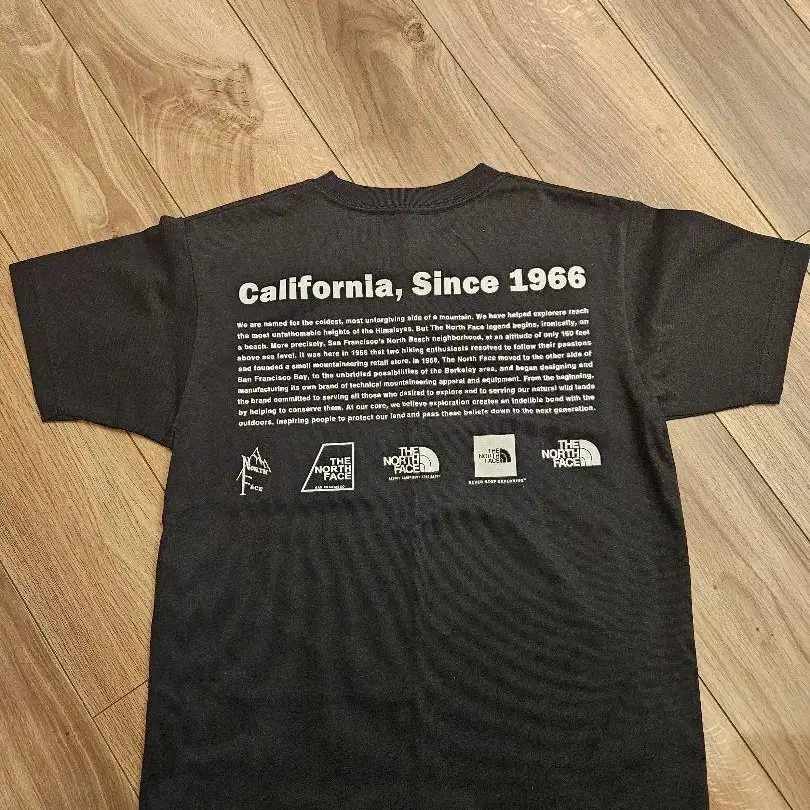 California, Since 1966
We are named for the coldest, most unforgiving side of a mountain. We have helped explorers reach
the most unfathomable heights of the Himalayas. But The North Face legend begins, ironically, on
a beach. More precisely, San Francisco's North Beach neighborhood, at an altitude of only 150 feet
above sea level. It was here in 1966 that two hiking enthusiasts resolved to follow their passions
and founded a small mountaineering retail store. In 1968, The North Face moved to the other side of
San Francisco Bay, to the unbridled possibilities of the Berkeley area, and began designing and
manufacturing its own brand of technical mountaineering apparel and equipment. From the beginning,
the brand committed to serving all those who desired to explore and to serving our natural wild lands
by helping to conserve them. At our core, we believe exploration creates an indelible bond with the
outdoors, inspiring people to protect our land and pass these beliefs down to the next generation.
North
Face
THE
NORTH
FACE
SAN FRANCISCO
THE
NORTH
FACE
THE
NORTH
FACE
NEVER STOP EXPLORING™
THE
NORTH
FACE